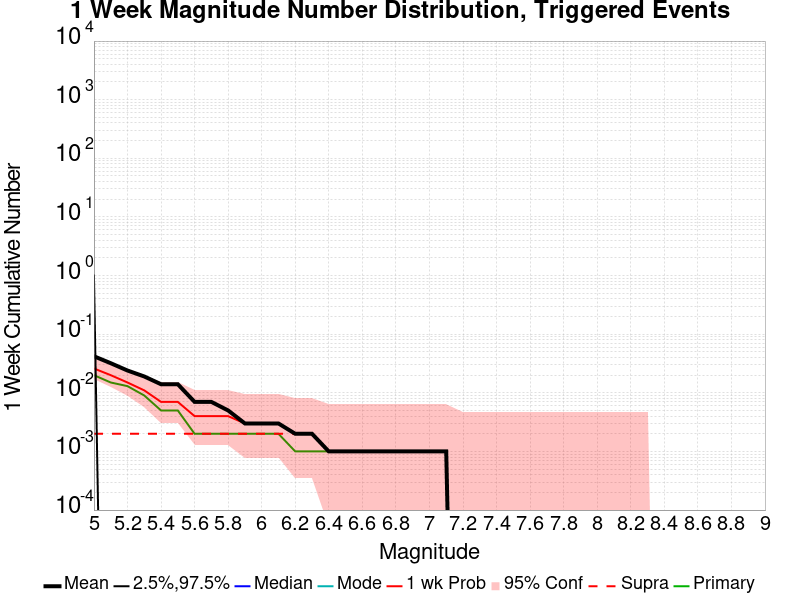 1 Week Magnitude Number Distribution, Triggered Events
10^4
10^3
10^2
10^1
10^0
10^-1
10^-2
10^-3
10^-4
1 Week Cumulative Number
5 5.2 5.4 5.6 5.8 6 6.2 6.4 6.6 6.8 7 7.2 7.4 7.6 7.8 8 8.2 8.4 8.6 8.8 9
Magnitude
Mean 2.5%,97.5% Median Mode 1 wk Prob 95% Conf Supra Primary